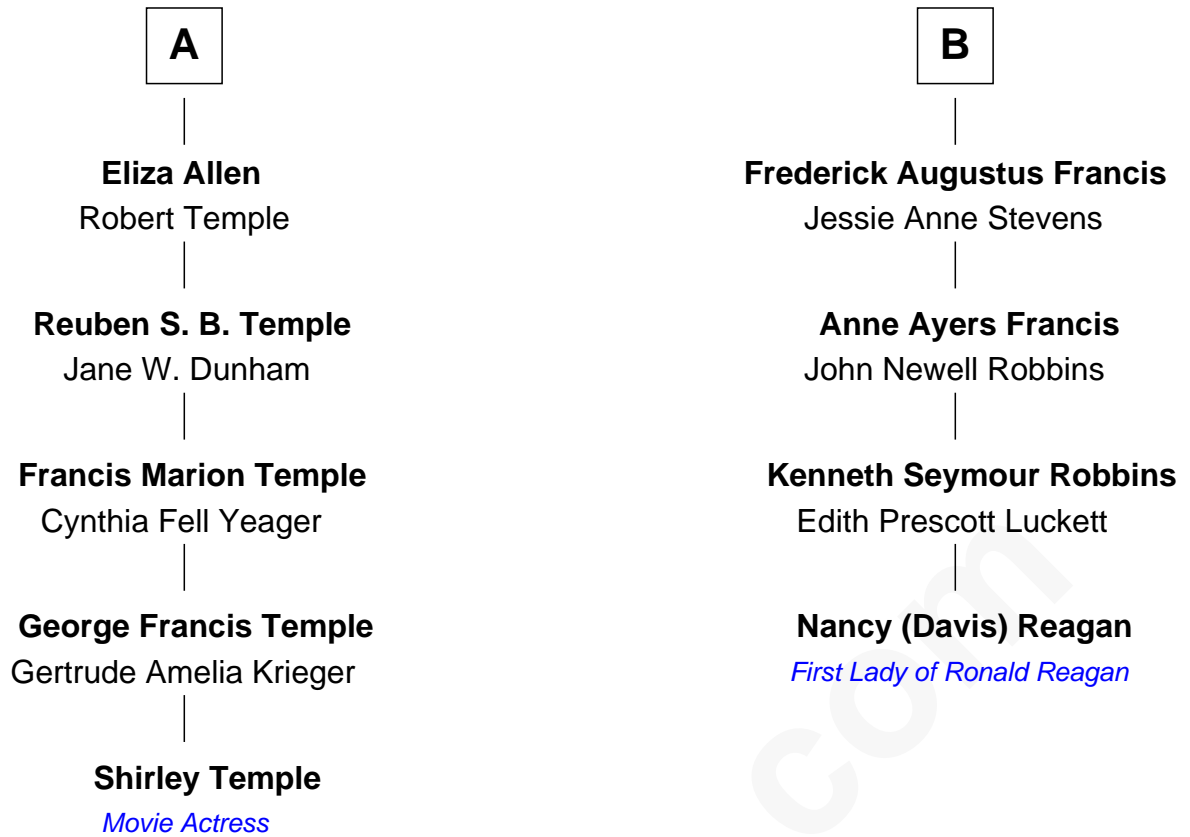 A
Eliza Allen
Robert Temple
Reuben S. B. Temple
Jane W. Dunham
Francis Marion Temple
Cynthia Fell Yeager
George Francis Temple
Gertrude Amelia Krieger
Shirley Temple
Movie Actress
B
Frederick Augustus Francis
Jessie Anne Stevens
Anne Ayers Francis
John Newell Robbins
Kenneth Seymour Robbins
Edith Prescott Luckett
Nancy (Davis) Reagan
First Lady of Ronald Reagan
com